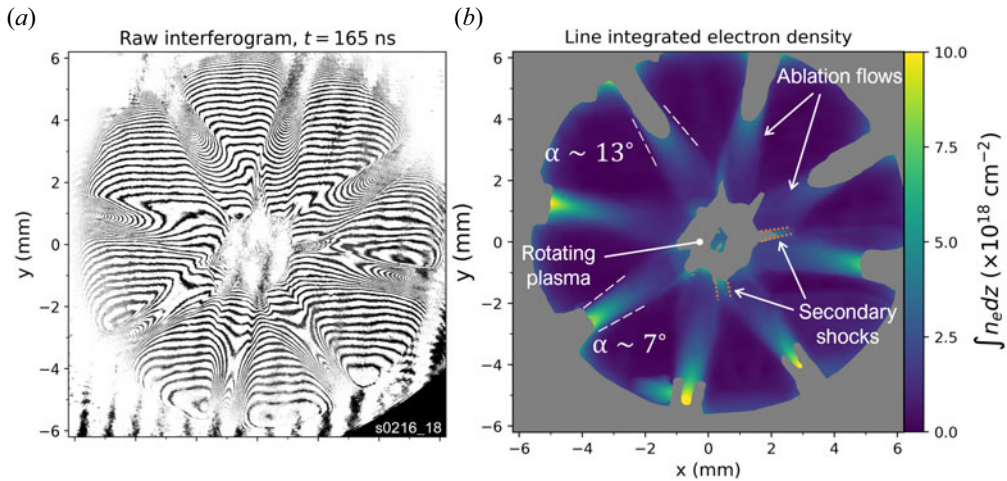 (a)
Raw interferogram, t = 165 ns
6
4
2
0
−2
−4
−6
y (mm)
s0216_18
(b)
Line integrated electron density
6
4
2
0
−2
−4
−6
y (mm)
−6 −4 −2 0 2 4 6
x (mm)
Ablation flows
α ~ 13°
Rotating
plasma
α ~ 7°
Secondary
shocks
10.0
7.5
5.0
2.5
0.0
∫ nₑdz (×10¹⁸ cm⁻²)